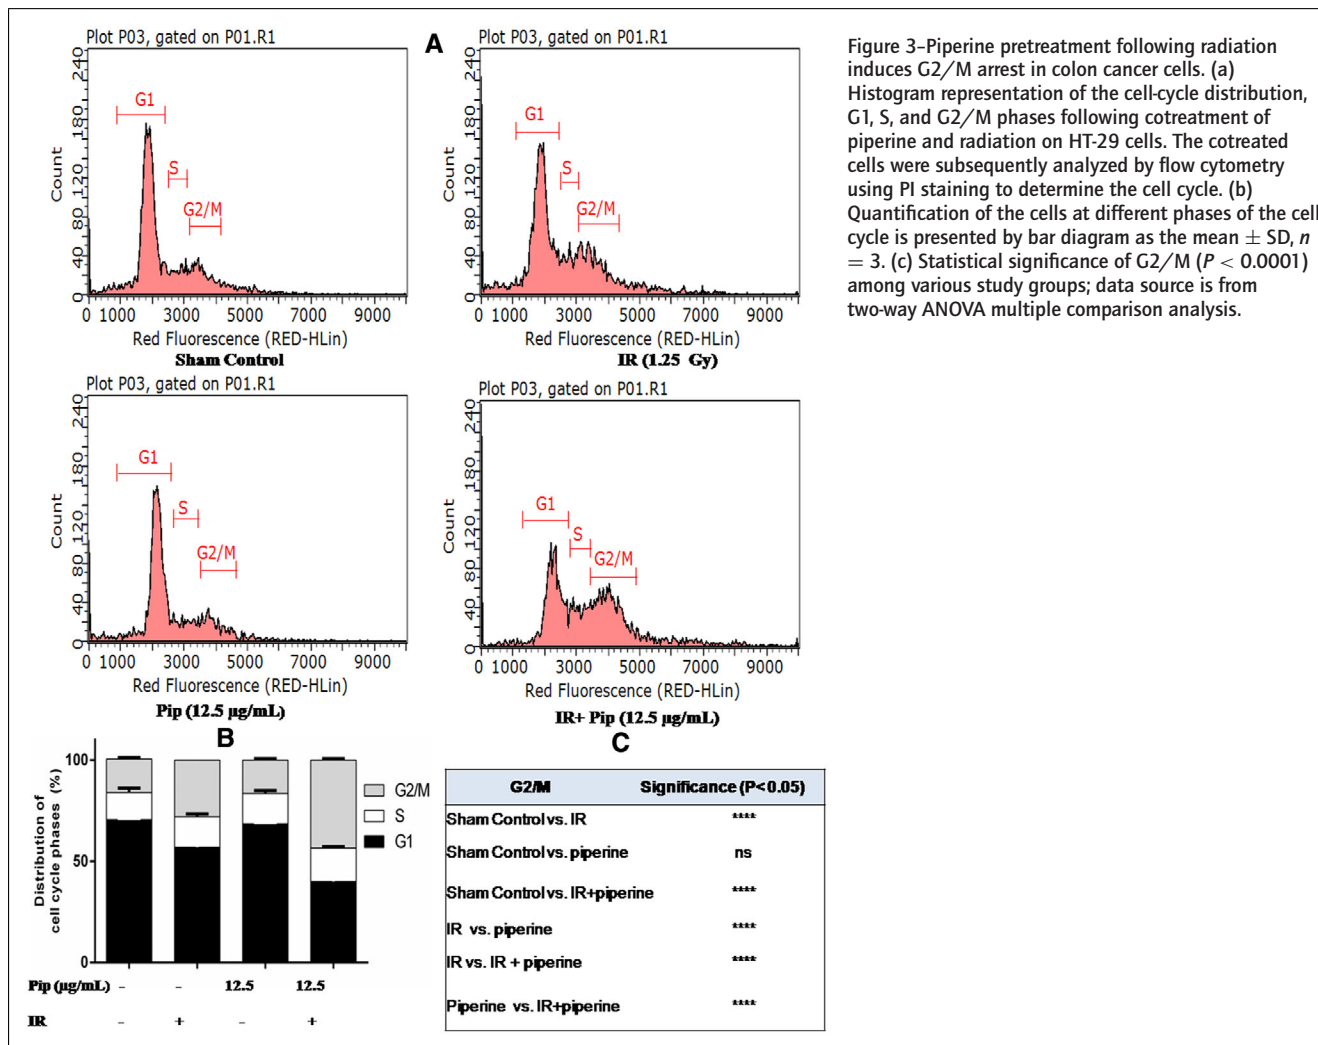 Plot P03, gated on P01.R1
A
Count
0 40 80 120 180 240
G1
S
G2/M
0 1000 3000 5000 7000 9000
Red Fluorescence (RED-HLin)
Sham Control
Plot P03, gated on P01.R1
Count
0 40 80 120 180 240
G1
S
G2/M
0 1000 3000 5000 7000 9000
Red Fluorescence (RED-HLin)
IR (1.25 Gy)
Plot P03, gated on P01.R1
Count
0 40 80 120 180 240
G1
S
G2/M
0 1000 3000 5000 7000 9000
Red Fluorescence (RED-HLin)
Pip (12.5 µg/mL)
Plot P03, gated on P01.R1
Count
0 40 80 120 180 240
G1
S
G2/M
0 1000 3000 5000 7000 9000
Red Fluorescence (RED-HLin)
IR+ Pip (12.5 µg/mL)
Figure 3–Piperine pretreatment following radiation
induces G2/M arrest in colon cancer cells. (a)
Histogram representation of the cell-cycle distribution,
G1, S, and G2/M phases following cotreatment of
piperine and radiation on HT-29 cells. The cotreated
cells were subsequently analyzed by flow cytometry
using PI staining to determine the cell cycle. (b)
Quantification of the cells at different phases of the cell
cycle is presented by bar diagram as the mean ± SD, n
= 3. (c) Statistical significance of G2/M (P < 0.0001)
among various study groups; data source is from
two-way ANOVA multiple comparison analysis.
B
Distribution of
cell cycle phases (%)
100
50
0
G2/M
S
G1
Pip (µg/mL) - - 12.5 12.5
IR - + - +
C
G2/M Significance (P<0.05)
Sham Control vs. IR ****
Sham Control vs. piperine ns
Sham Control vs. IR+piperine ****
IR vs. piperine ****
IR vs. IR + piperine ****
Piperine vs. IR+piperine ****